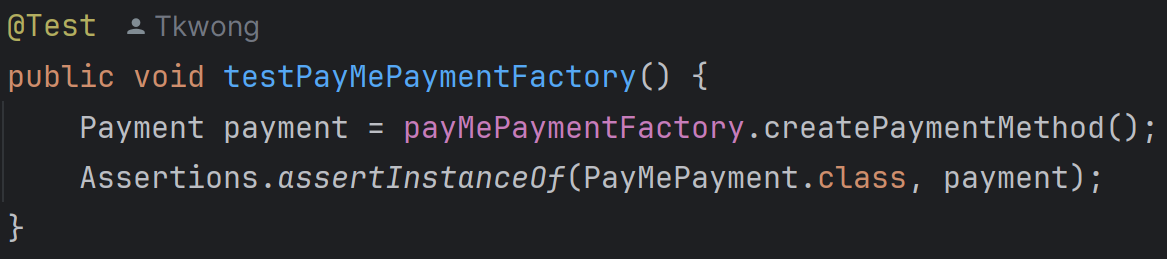 @Test Tkwong
public void testPayMePaymentFactory() {
    Payment payment = payMePaymentFactory.createPaymentMethod();
    Assertions.assertInstanceOf(PayMePayment.class, payment);
}